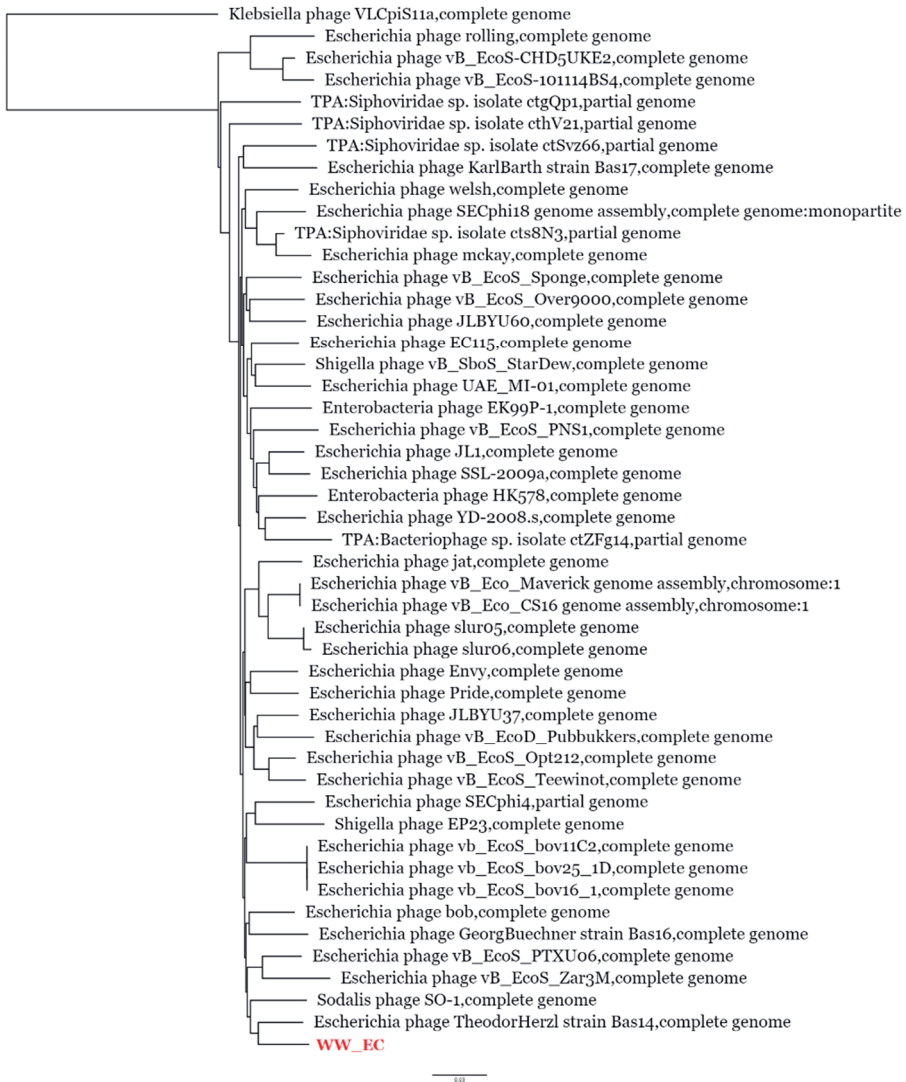 Klebsiella phage VLCpiS11a,complete genome
Escherichia phage rolling,complete genome
Escherichia phage vB_EcoS-CHD5UKE2,complete genome
Escherichia phage vB_EcoS-101114BS4,complete genome
TPA:Siphoviridae sp. isolate ctgQp1,partial genome
TPA:Siphoviridae sp. isolate cthV21,partial genome
TPA:Siphoviridae sp. isolate ctSvz66,partial genome
Escherichia phage KarlBarth strain Bas17,complete genome
Escherichia phage welsh,complete genome
Escherichia phage SECphi18 genome assembly,complete genome:monopartite
TPA:Siphoviridae sp. isolate cts8N3,partial genome
Escherichia phage mckay,complete genome
Escherichia phage vB_EcoS_Sponge,complete genome
Escherichia phage vB_EcoS_Over9000,complete genome
Escherichia phage JLBYU60,complete genome
Escherichia phage EC115,complete genome
Shigella phage vB_SboS_StarDew,complete genome
Escherichia phage UAE_MI-01,complete genome
Enterobacteria phage EK99P-1,complete genome
Escherichia phage vB_EcoS_PNS1,complete genome
Escherichia phage JL1,complete genome
Escherichia phage SSL-2009a,complete genome
Enterobacteria phage HK578,complete genome
Escherichia phage YD-2008.s,complete genome
TPA:Bacteriophage sp. isolate ctZFg14,partial genome
Escherichia phage jat,complete genome
Escherichia phage vB_Eco_Maverick genome assembly,chromosome:1
Escherichia phage vB_Eco_CS16 genome assembly,chromosome:1
Escherichia phage slur05,complete genome
Escherichia phage slur06,complete genome
Escherichia phage Envy,complete genome
Escherichia phage Pride,complete genome
Escherichia phage JLBYU37,complete genome
Escherichia phage vB_EcoD_Pubbukkers,complete genome
Escherichia phage vB_EcoS_Opt212,complete genome
Escherichia phage vB_EcoS_Teewinot,complete genome
Escherichia phage SECphi4,partial genome
Shigella phage EP23,complete genome
Escherichia phage vb_EcoS_bov11C2,complete genome
Escherichia phage vb_EcoS_bov25_1D,complete genome
Escherichia phage vb_EcoS_bov16_1,complete genome
Escherichia phage bob,complete genome
Escherichia phage GeorgBuechner strain Bas16,complete genome
Escherichia phage vB_EcoS_PTXU06,complete genome
Escherichia phage vB_EcoS_Zar3M,complete genome
Sodalis phage SO-1,complete genome
Escherichia phage TheodorHerzl strain Bas14,complete genome
WW_EC
0.03